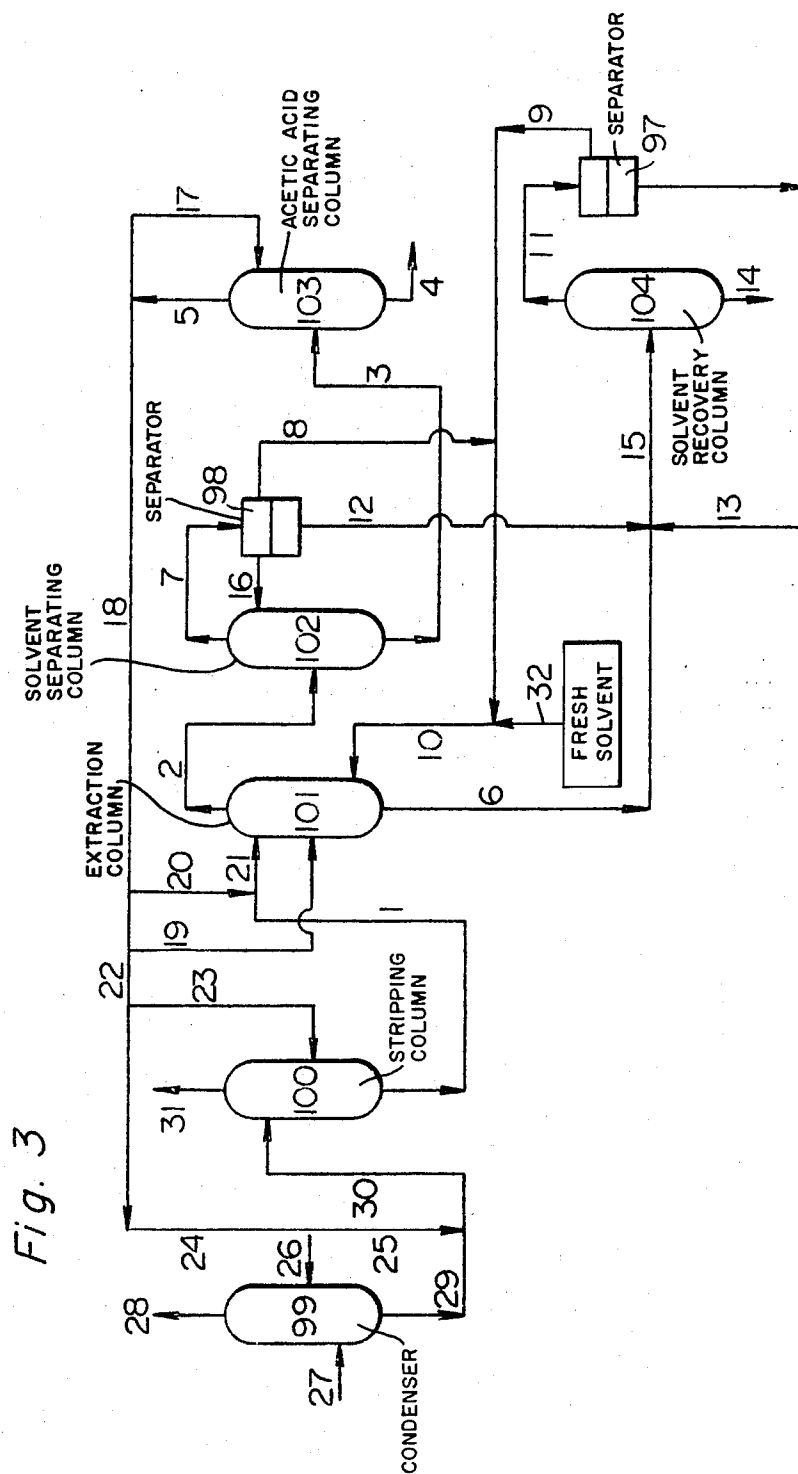 Fig. 3
28
99
27
26
24
25
29
CONDENSER
22
31
100
30
23
STRIPPING
COLUMN
19
20
21
1
EXTRACTION
COLUMN
101
2
10
6
32
FRESH
SOLVENT
18
SOLVENT
SEPARATING
COLUMN
102
7
16
SEPARATOR
98
8
12
3
17
5
103
4
ACETIC ACID
SEPARATING
COLUMN
15
13
104
14
SOLVENT
RECOVERY
COLUMN
11
9
SEPARATOR
97